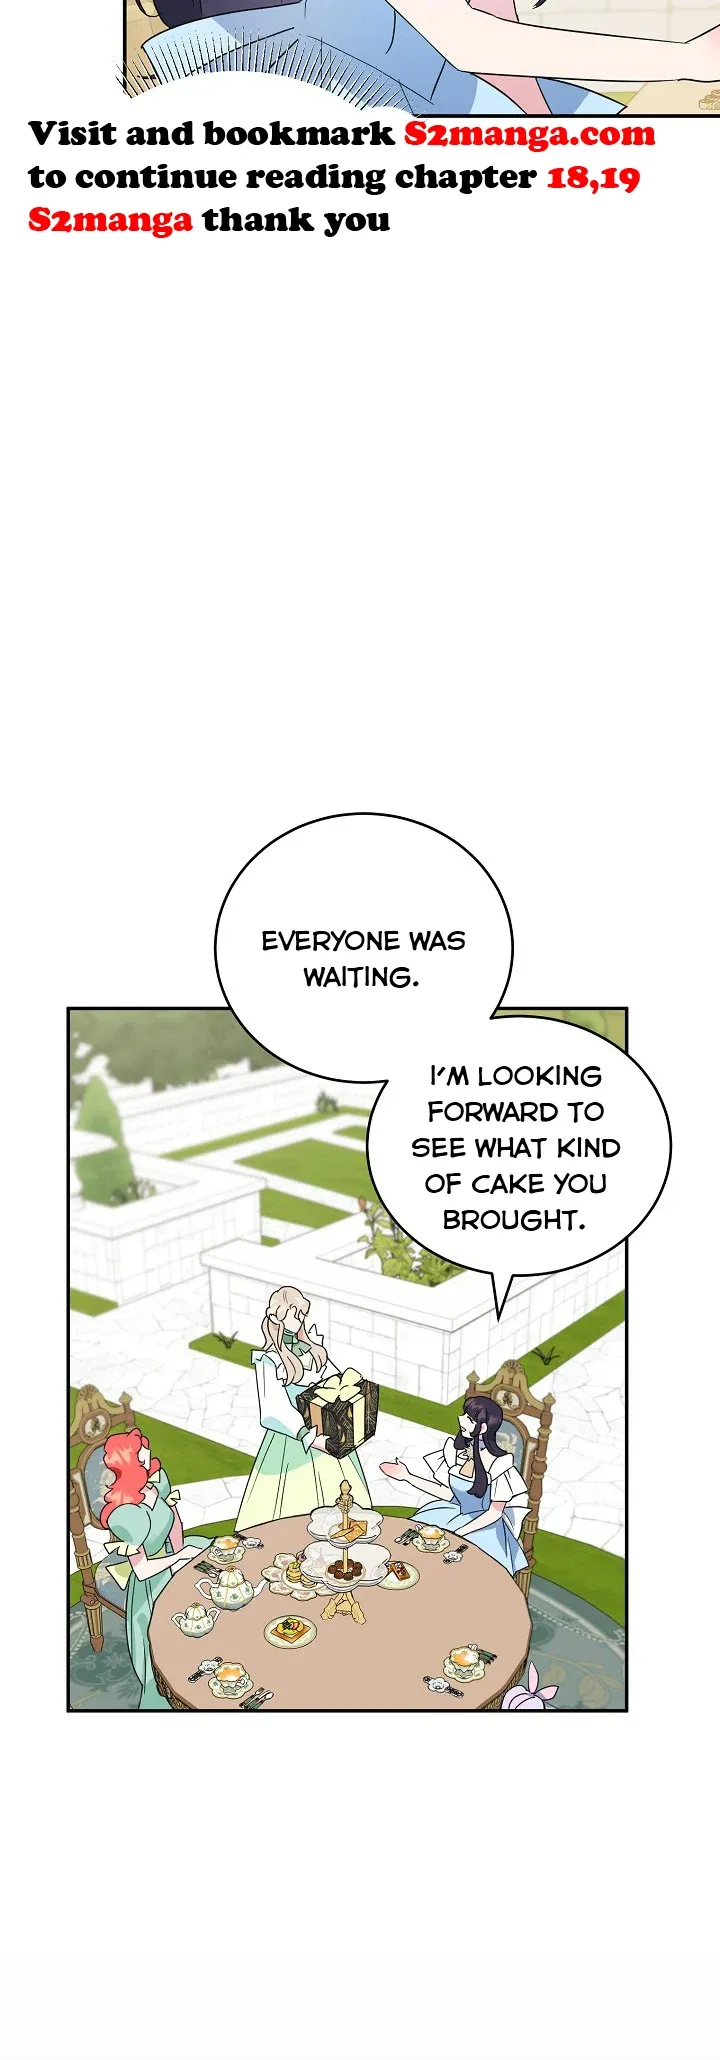 Visit and bookmark S2manga.com
to continue reading chapter 18,19
S2manga thank you
EVERYONE WAS
WAITING.
I'M LOOKING
FORWARD TO
SEE WHAT KIND
OF CAKE YOU
BROUGHT.